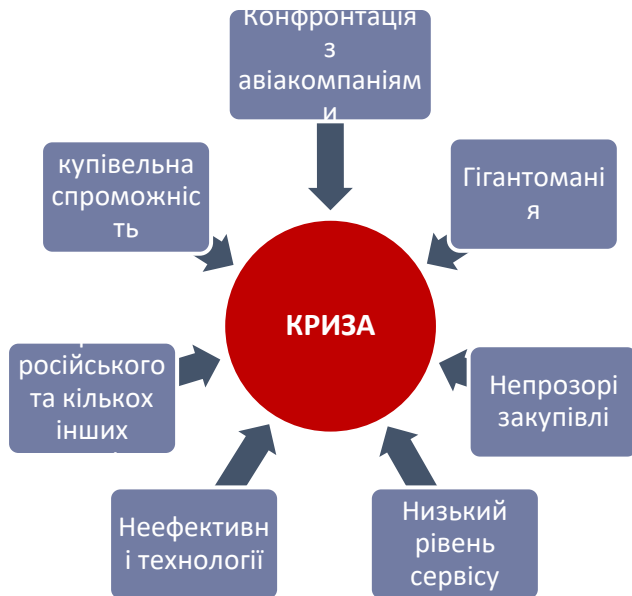 Конфронтація
з
авіакомпаніям
и
Гігантомані
я
Непрозорі
закупівлі
Низький
рівень
сервісу
Неефективн
і технології
російського
та кількох
інших
купівельна
спроможніс
ть
КРИЗА